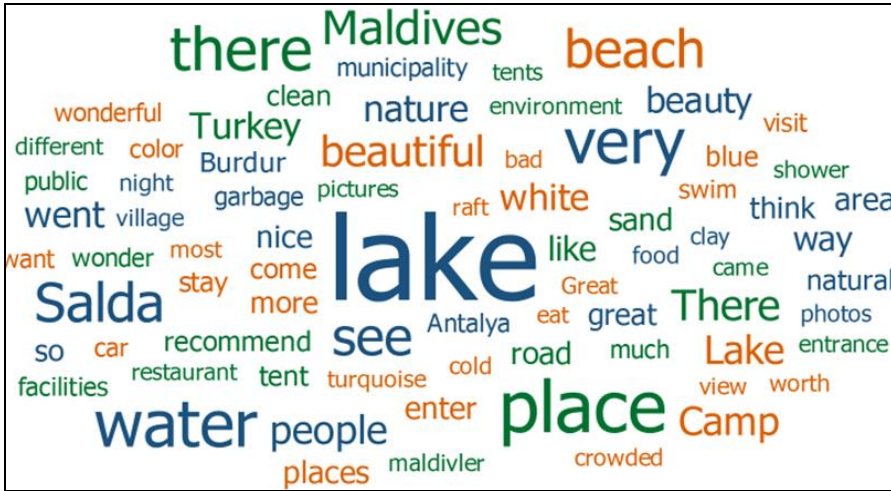 there Maldives beach
municipality tents
wonderful clean nature environment beauty
different color Turkey beautiful very visit
public night Burdur bad blue shower
garbage pictures raft white swim
went village nice lake like sand think area
want wonder most come food clay way
Salda stay more Great came natural
so car recommend see Antalya eat great There photos
facilities restaurant tent turquoise cold road much Lake entrance
water people enter place view worth
places maldivler crowded Camp